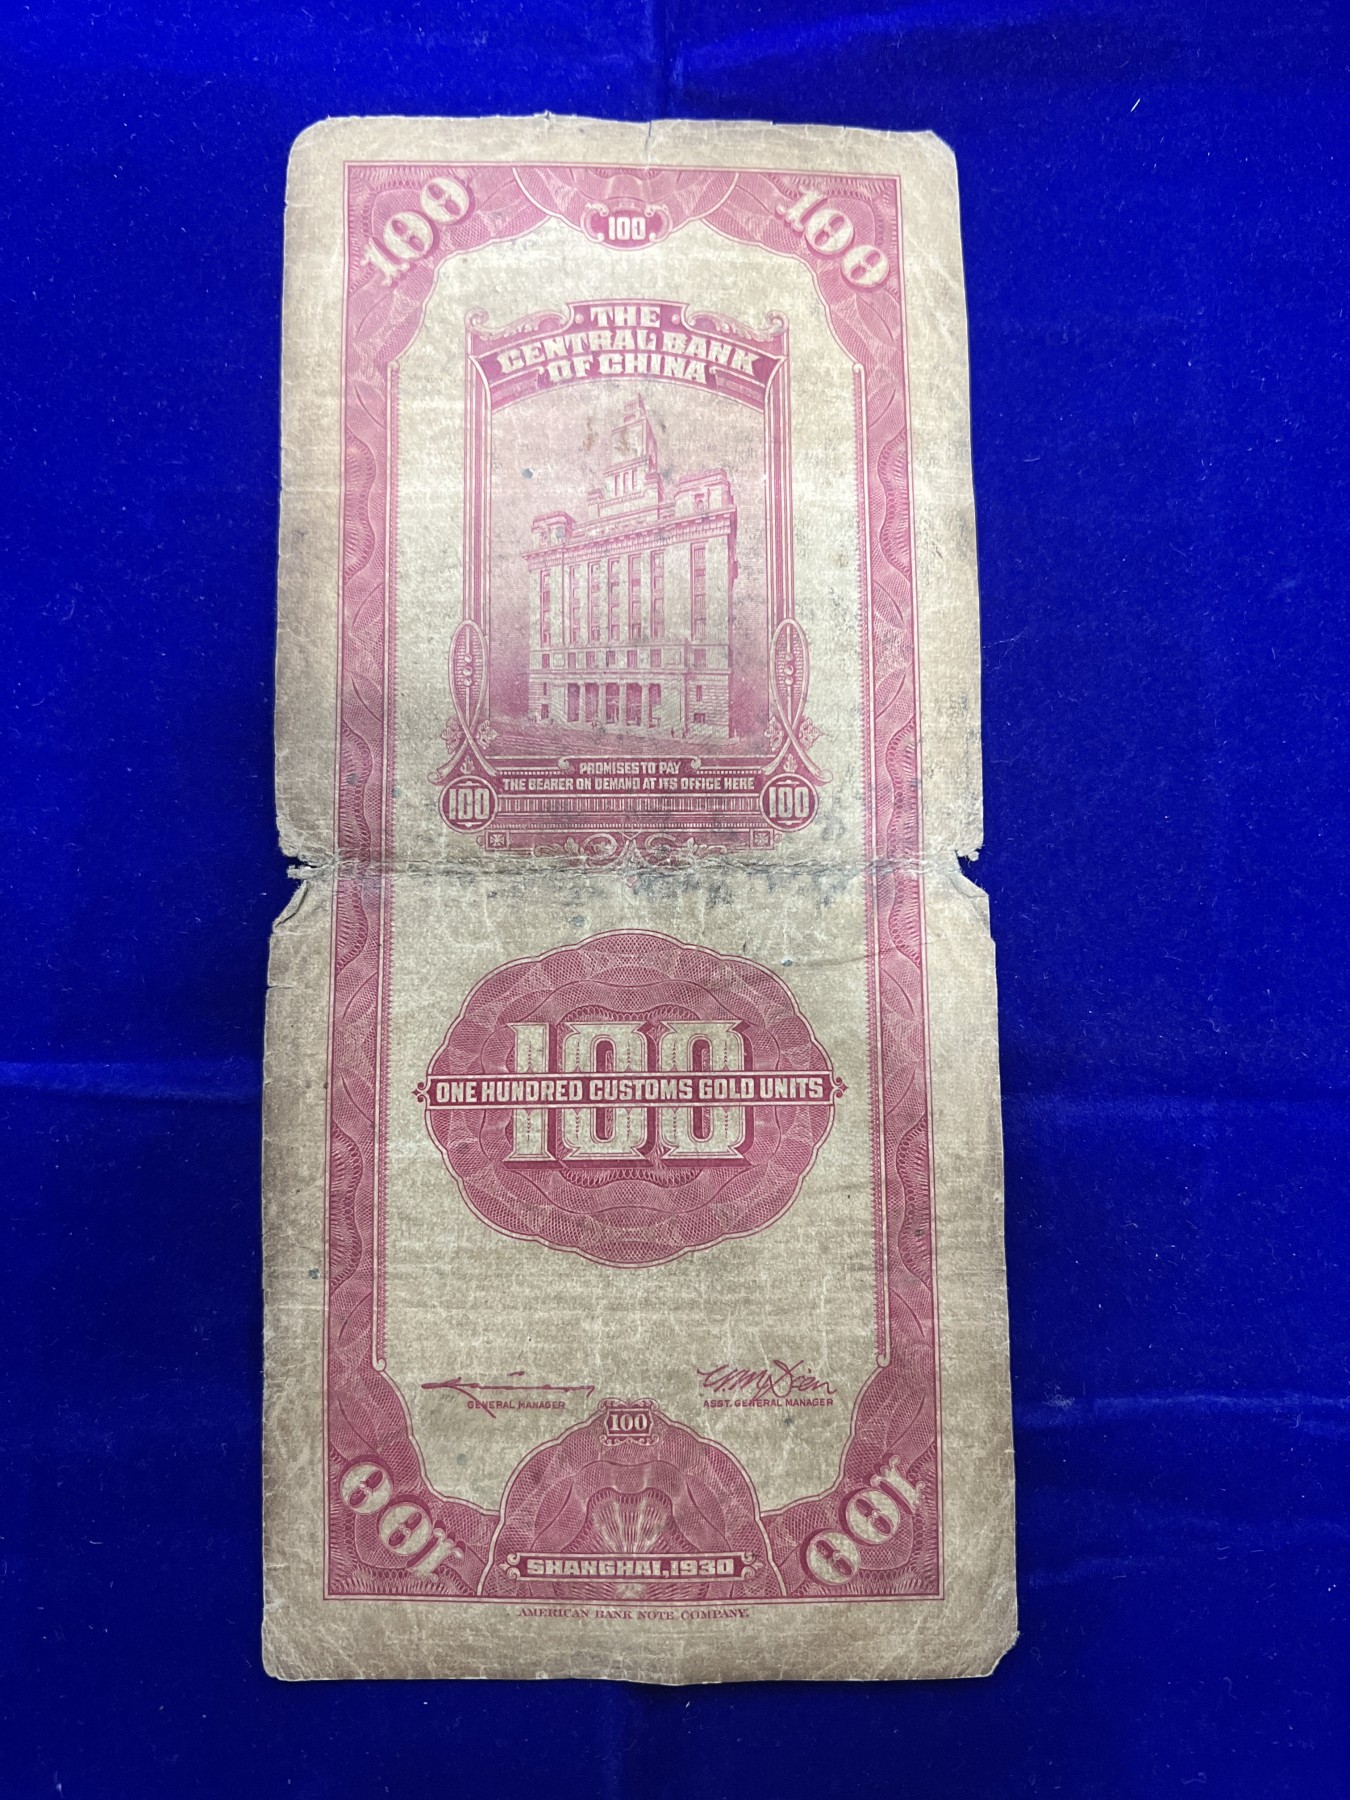 100 100
100
THE
CENTRAL BANK
OF CHINA
PROMISES TO PAY
THE BEARER ON DEMAND AT ITS OFFICE HERE
100 100
100
ONE HUNDRED CUSTOMS GOLD UNITS
GENERAL MANAGER
ASST. GENERAL MANAGER
100
100 100
SHANGHAI, 1930
AMERICAN BANK NOTE COMPANY.